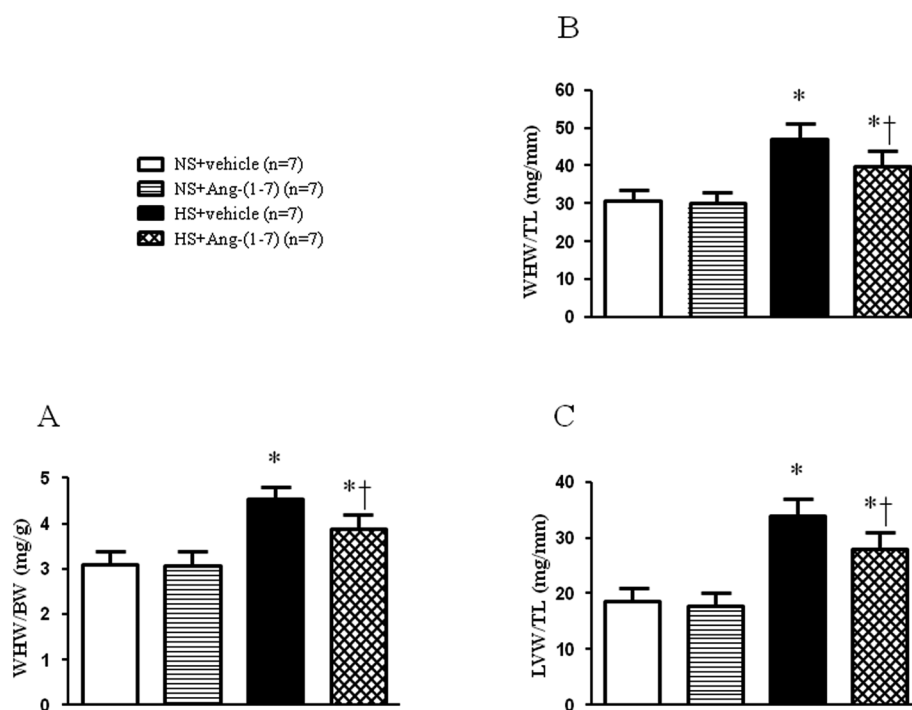 B
NS+vehicle (n=7)
NS+Ang-(1-7) (n=7)
HS+vehicle (n=7)
HS+Ang-(1-7) (n=7)
WHW/TL (mg/mm)
60
50
40
30
20
10
0
*
*†
A
WHW/BW (mg/g)
5
4
3
2
1
0
*
*†
C
LVW/TL (mg/mm)
40
30
20
10
0
*
*†